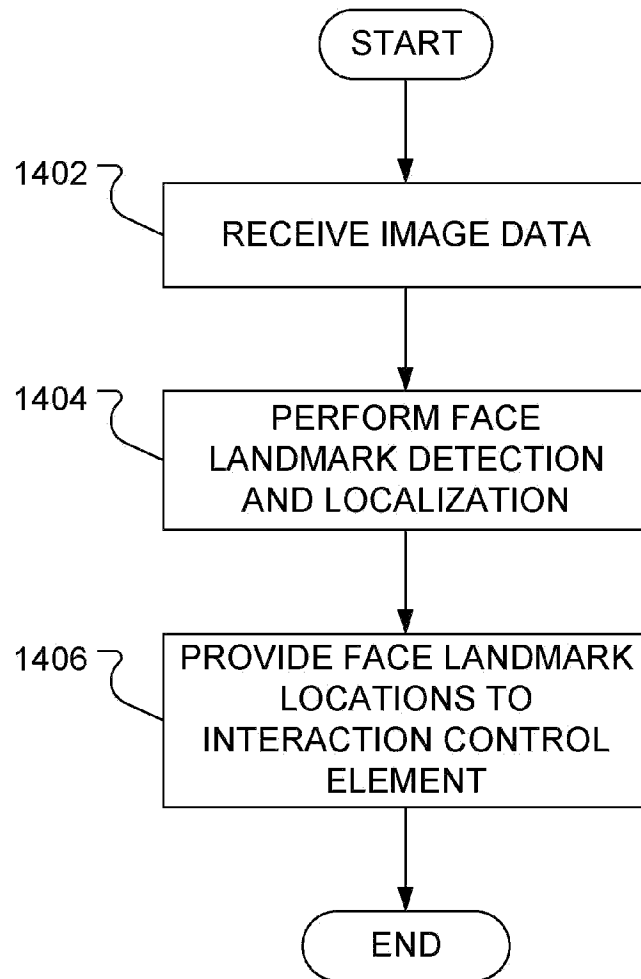 START
1402
RECEIVE IMAGE DATA
1404
PERFORM FACE
LANDMARK DETECTION
AND LOCALIZATION
1406
PROVIDE FACE LANDMARK
LOCATIONS TO
INTERACTION CONTROL
ELEMENT
END